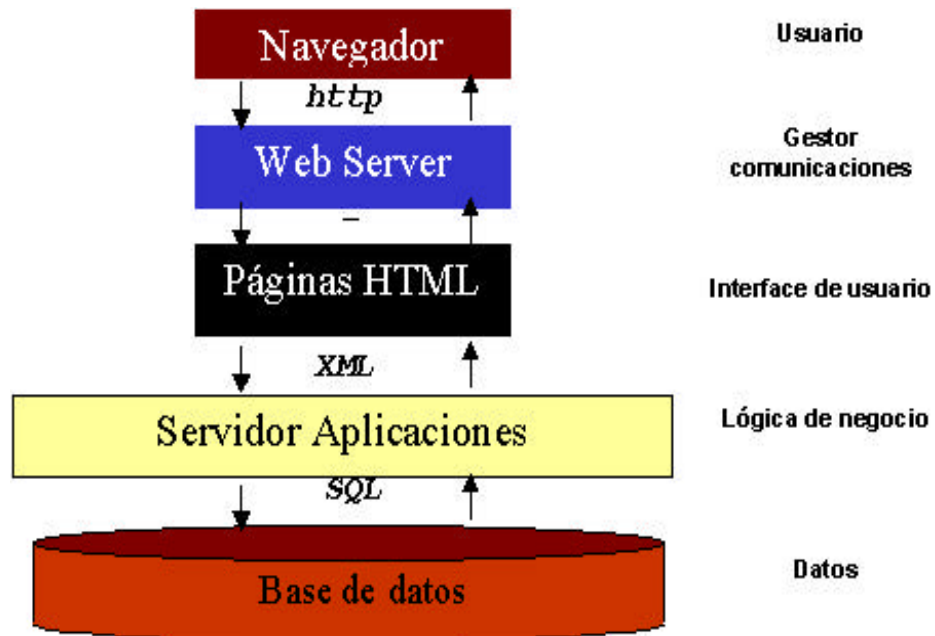 Navegador
Usuario
http
Web Server
Gestor
comunicaciones
–
Páginas HTML
Interface de usuario
XML
Servidor Aplicaciones
Lógica de negocio
SQL
Base de datos
Datos